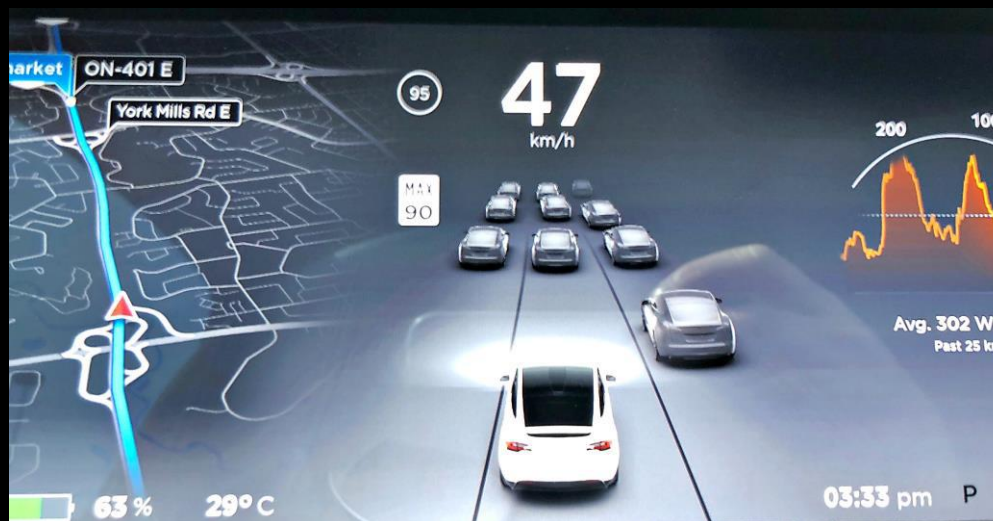 arket
ON-401 E
York Mills Rd E
95
47
km/h
MAX
90
200
100
Avg. 302 W
Past 25 k
63 %
29° C
03:33 pm
P